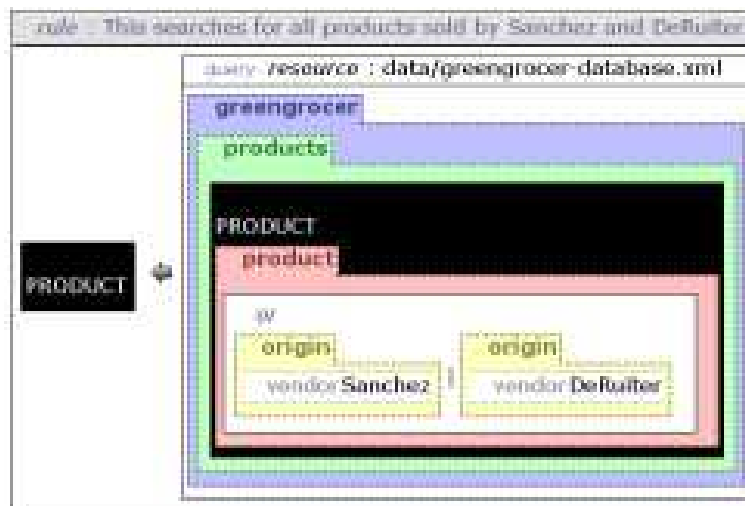 rule : This searches for all products sold by Sanchez and DeRuiter
query resource : data/greengrocer-database.xml
greengrocer
products
PRODUCT
PRODUCT
product
or
origin
origin
vendor Sanchez
vendor DeRuiter